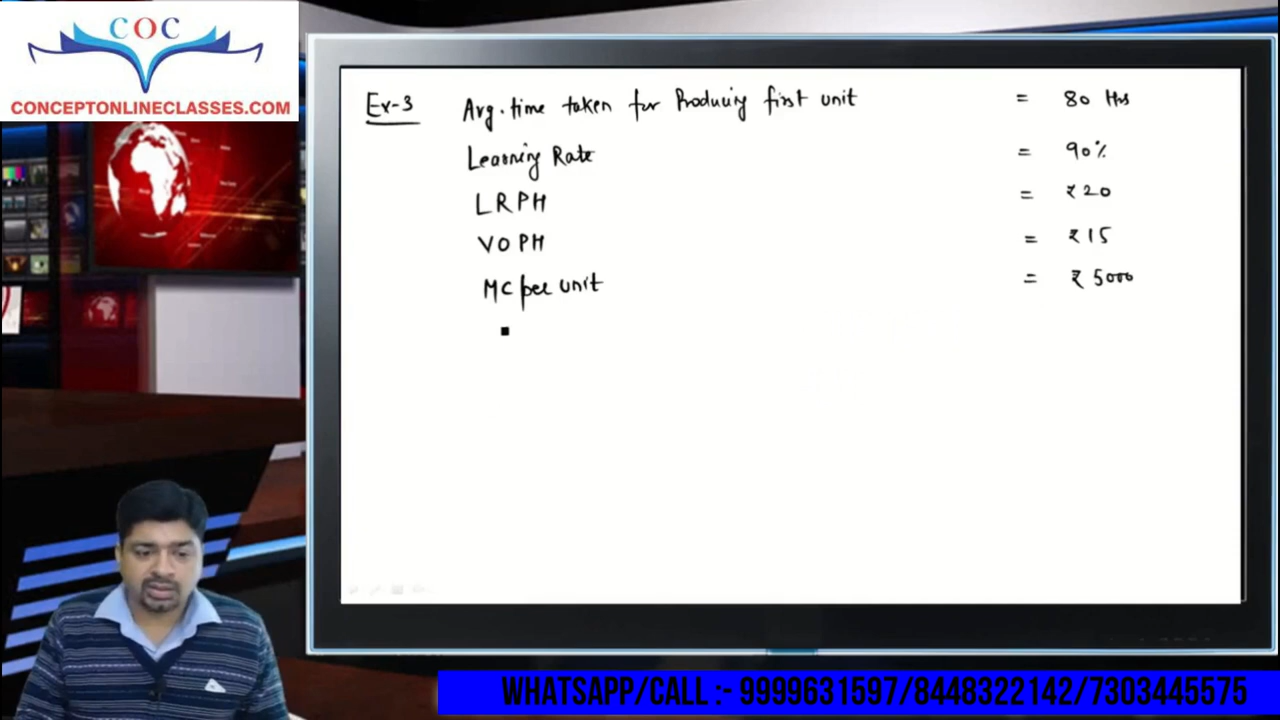 COC
CONCEPTONLINECLASSES.COM
Ex-3 Avg. time taken for Producing first unit = 80 Hrs
Learning Rate = 90%
LRPH = ₹20
VOPH = ₹15
MC per unit = ₹5000
WHATSAPP/CALL :- 9999631597/8448322142/7303445575